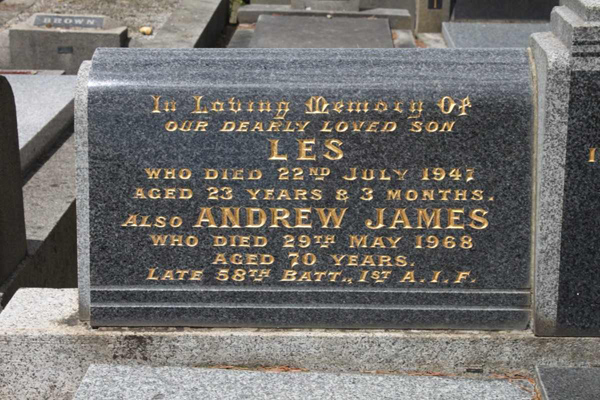 BROWN
In Loving Memory Of
OUR DEARLY LOVED SON
LES
WHO DIED 22ND JULY 1947
AGED 23 YEARS & 3 MONTHS.
ALSO ANDREW JAMES
WHO DIED 29TH MAY 1968
AGED 70 YEARS.
LATE 58TH BATT., 1ST A.I.F.